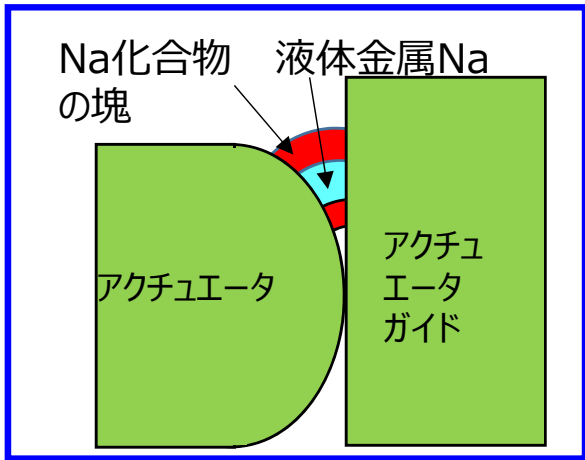 Na化合物
の塊
液体金属Na
アクチュエータ
アクチュ
エータ
ガイド